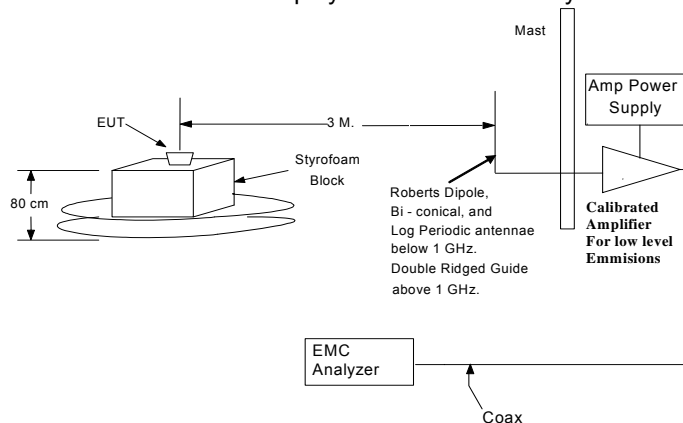 Mast
Amp Power
Supply
EUT
3 M.
Styrofoam
Block
80 cm
Roberts Dipole,
Bi - conical, and
Log Periodic antennae
below 1 GHz.
Double Ridged Guide
above 1 GHz.
Calibrated
Amplifier
For low level
Emmisions
EMC
Analyzer
Coax